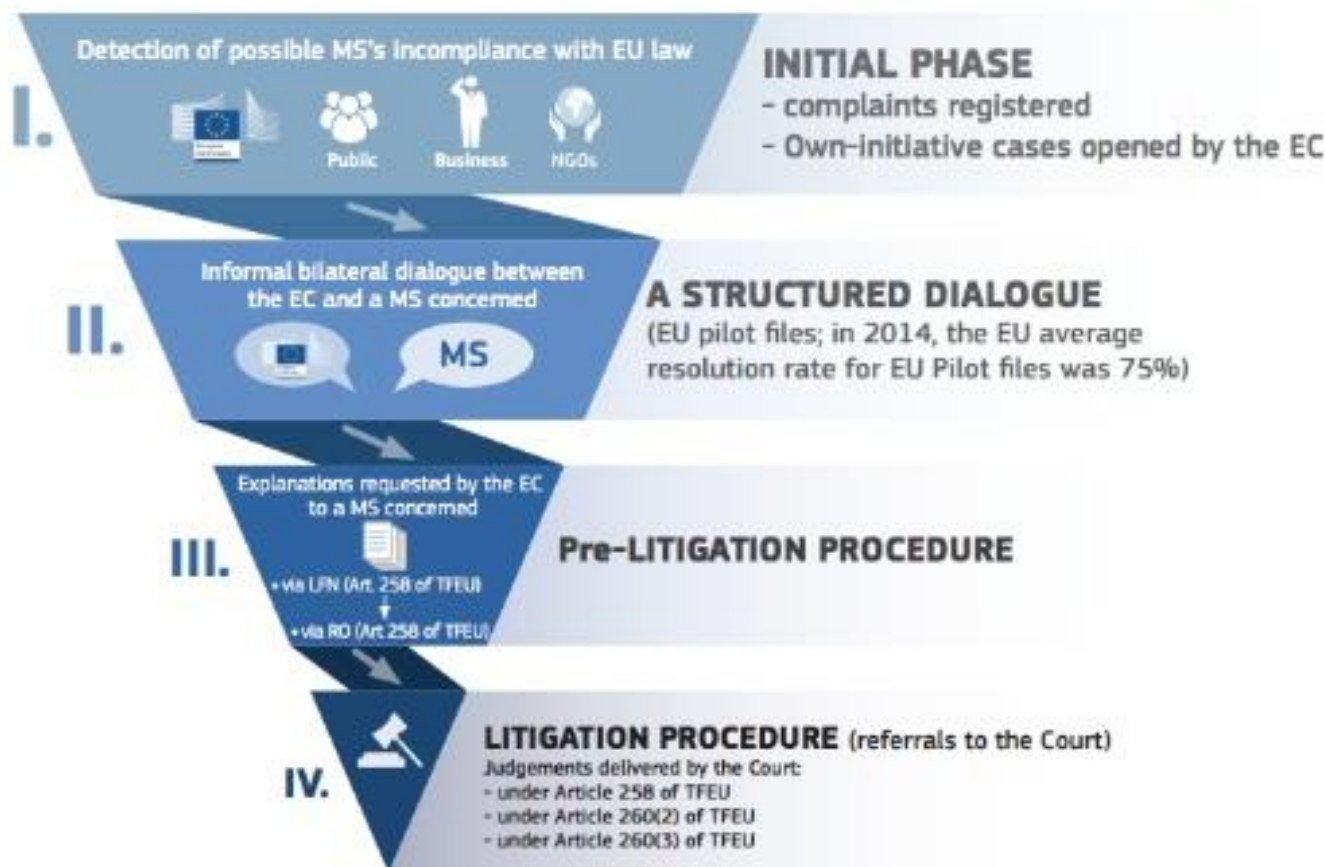 I.
Detection of possible MS's incompliance with EU law
Public
Business
NGOs
INITIAL PHASE
- complaints registered
- Own-initiative cases opened by the EC
II.
Informal bilateral dialogue between
the EC and a MS concerned
MS
A STRUCTURED DIALOGUE
(EU pilot files; in 2014, the EU average
resolution rate for EU Pilot files was 75%)
III.
Explanations requested by the EC
to a MS concerned
• via LFN (Art. 258 of TFEU)
• via RO (Art 258 of TFEU)
Pre-LITIGATION PROCEDURE
IV.
LITIGATION PROCEDURE (referrals to the Court)
Judgements delivered by the Court:
- under Article 258 of TFEU
- under Article 260(2) of TFEU
- under Article 260(3) of TFEU